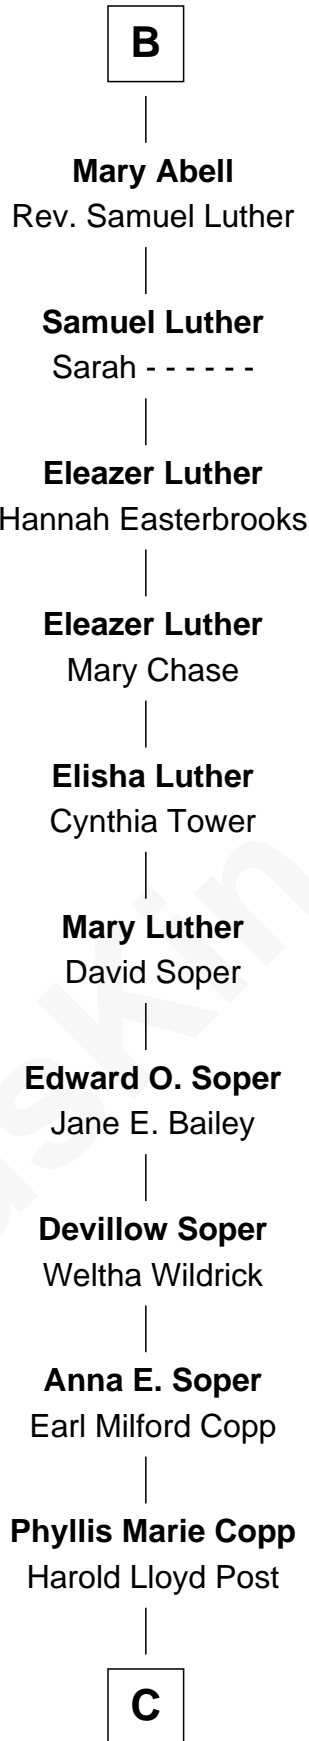 B
Mary Abell
Rev. Samuel Luther
Samuel Luther
Sarah - - - - - -
Eleazer Luther
Hannah Easterbrooks
Eleazer Luther
Mary Chase
Elisha Luther
Cynthia Tower
Mary Luther
David Soper
Edward O. Soper
Jane E. Bailey
Devillow Soper
Weltha Wildrick
Anna E. Soper
Earl Milford Copp
Phyllis Marie Copp
Harold Lloyd Post
C